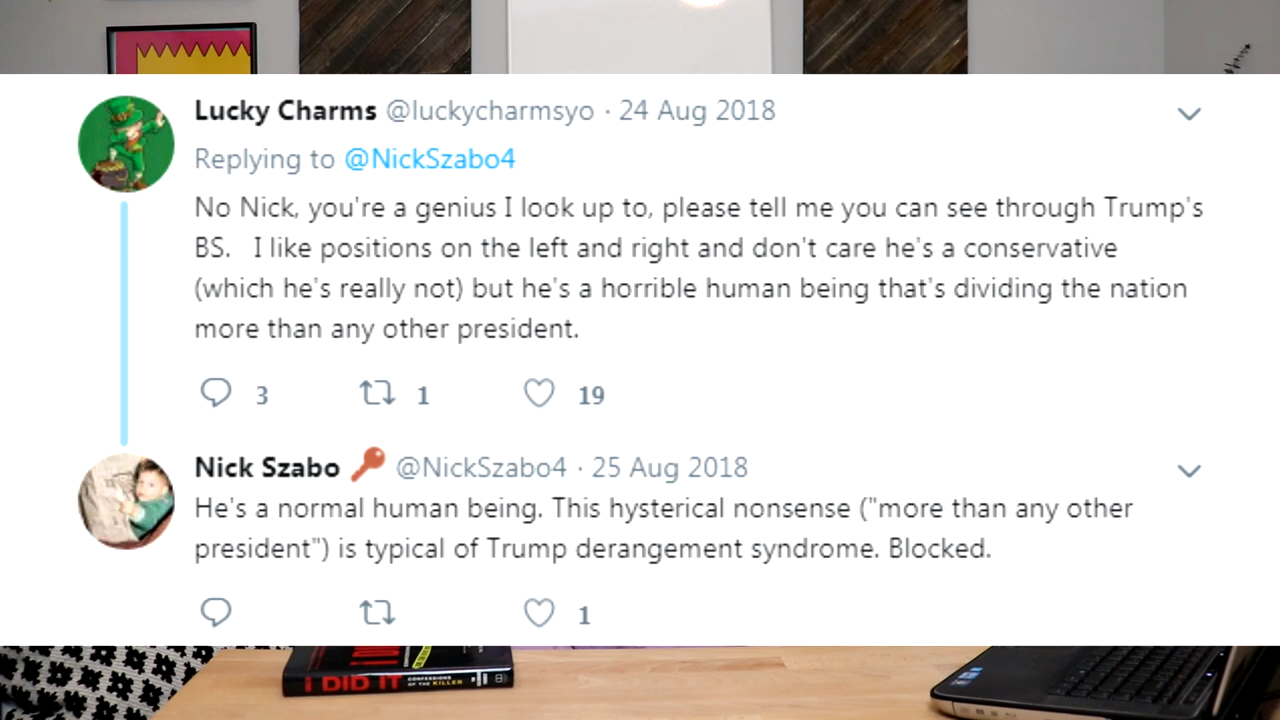 Lucky Charms @luckycharmsyo · 24 Aug 2018
Replying to @NickSzabo4
No Nick, you're a genius I look up to, please tell me you can see through Trump's
BS.   I like positions on the left and right and don't care he's a conservative
(which he's really not) but he's a horrible human being that's dividing the nation
more than any other president.
3 1 19
Nick Szabo @NickSzabo4 · 25 Aug 2018
He's a normal human being. This hysterical nonsense ("more than any other
president") is typical of Trump derangement syndrome. Blocked.
1
I DID IT CONFESSIONS OF THE KILLER